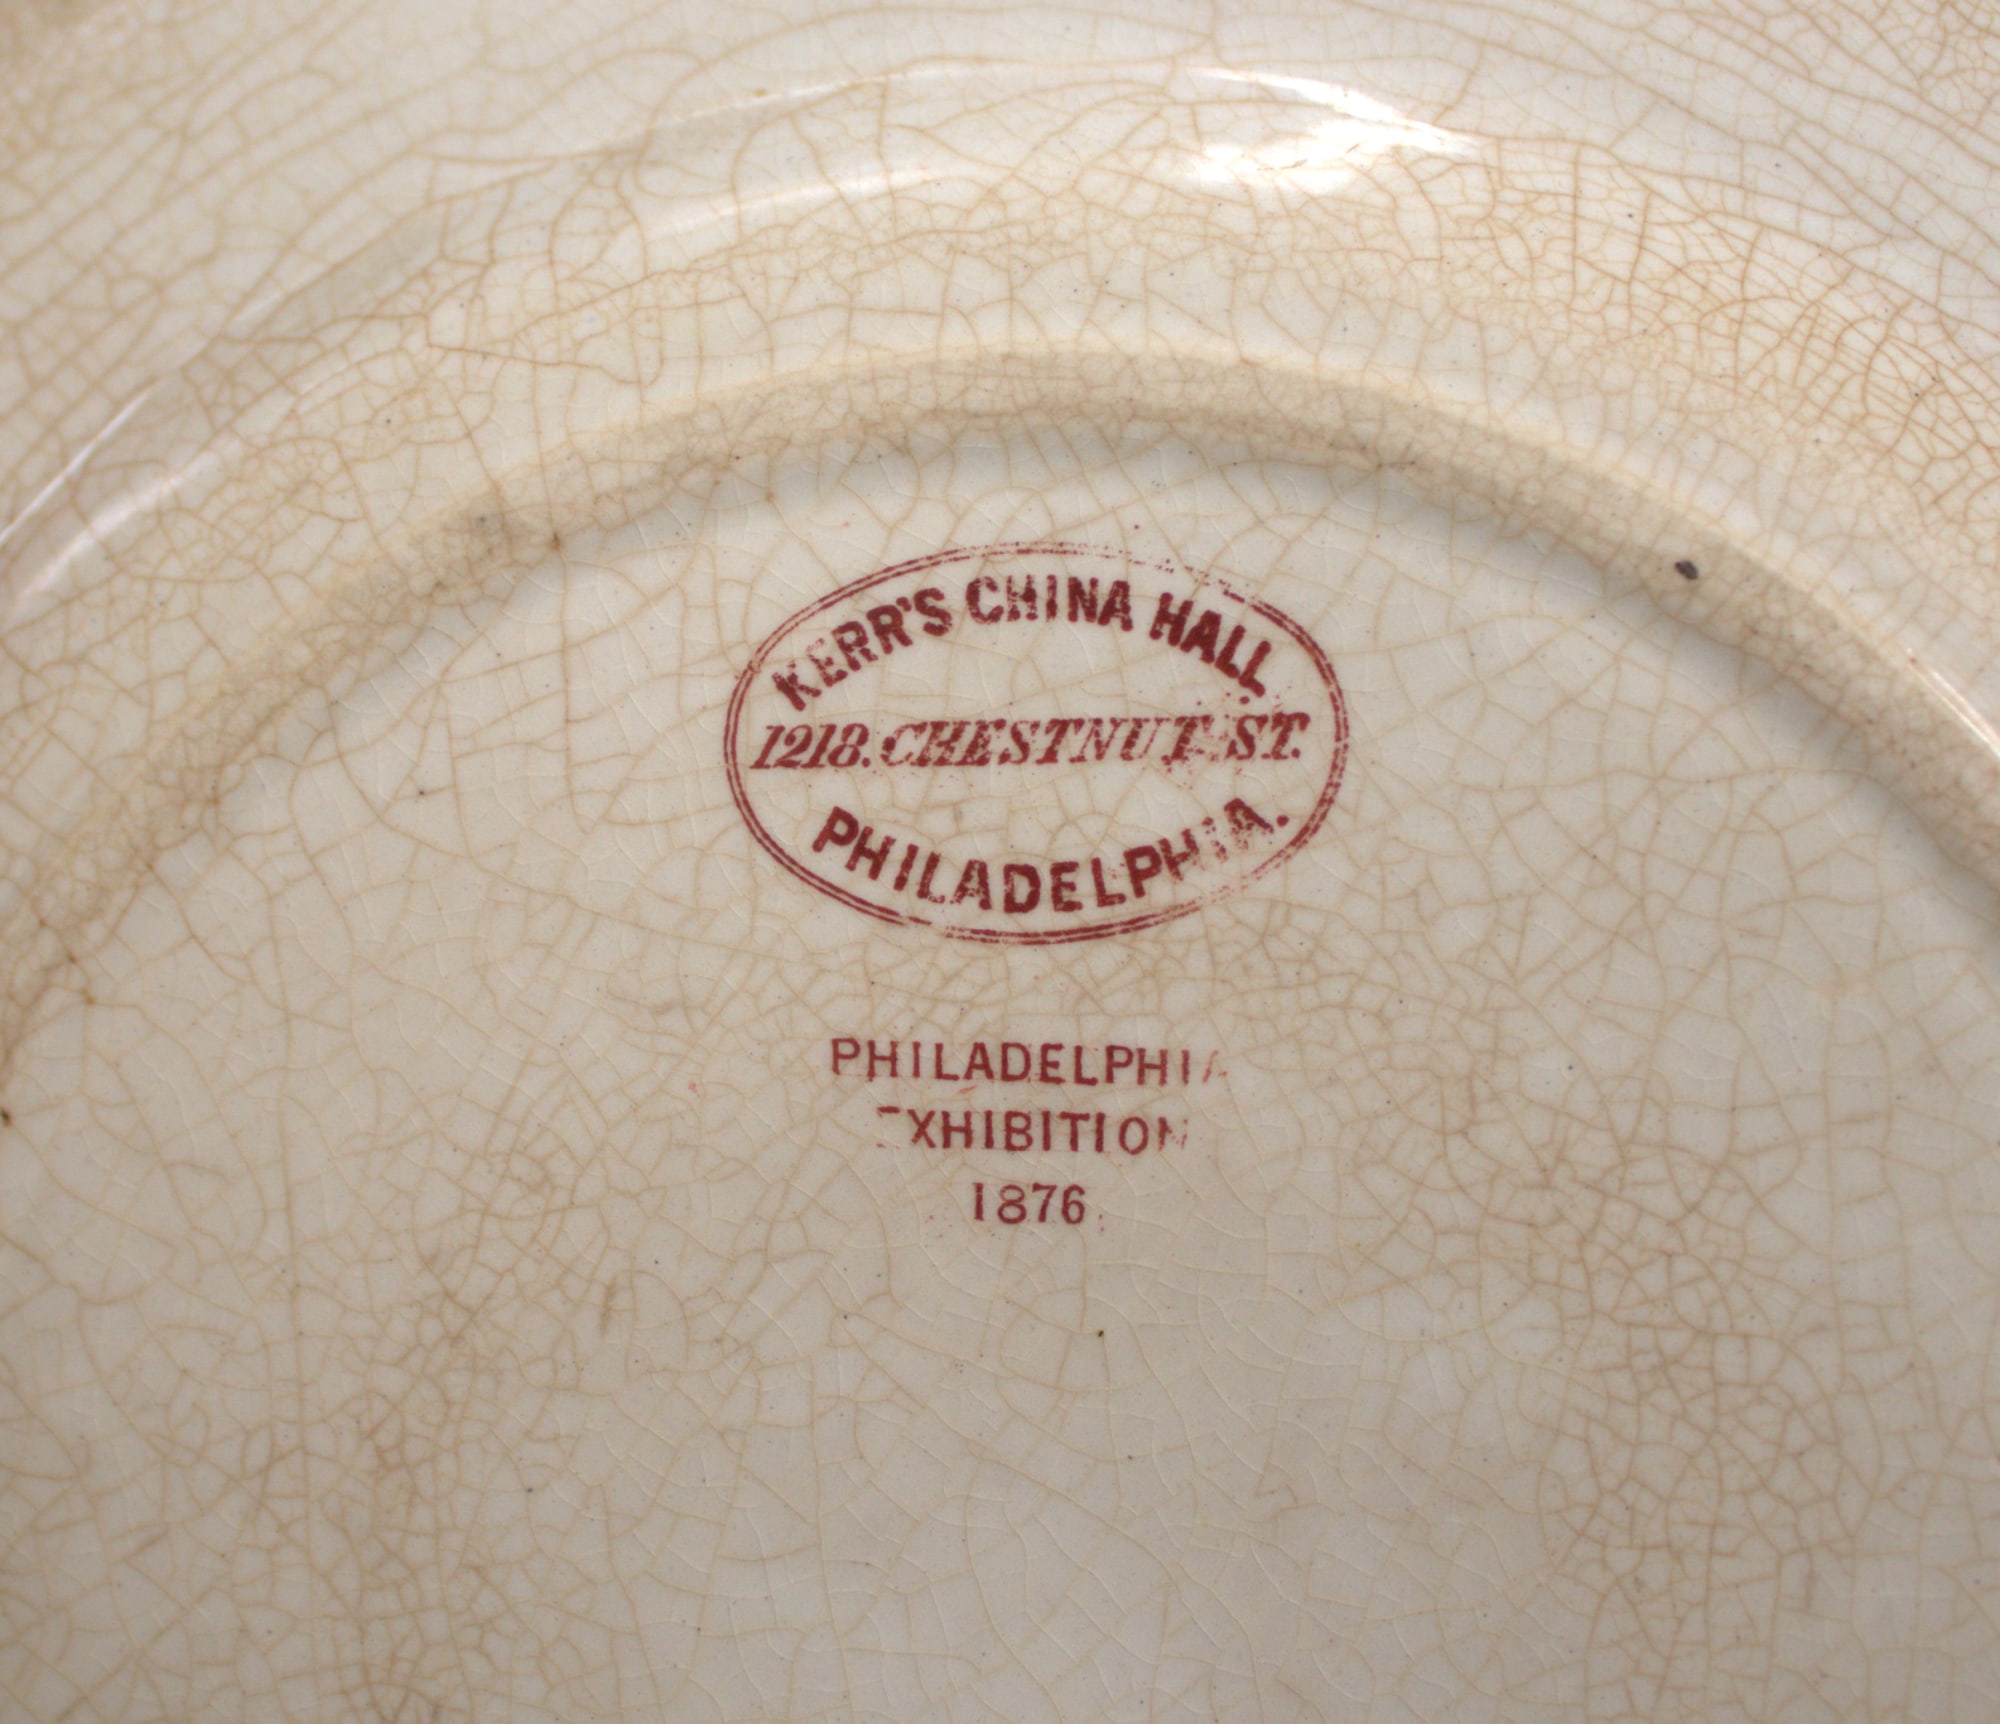 KERR'S CHINA HALL
1218. CHESTNUT ST.
PHILADELPHIA.
PHILADELPHIA
EXHIBITION
1876